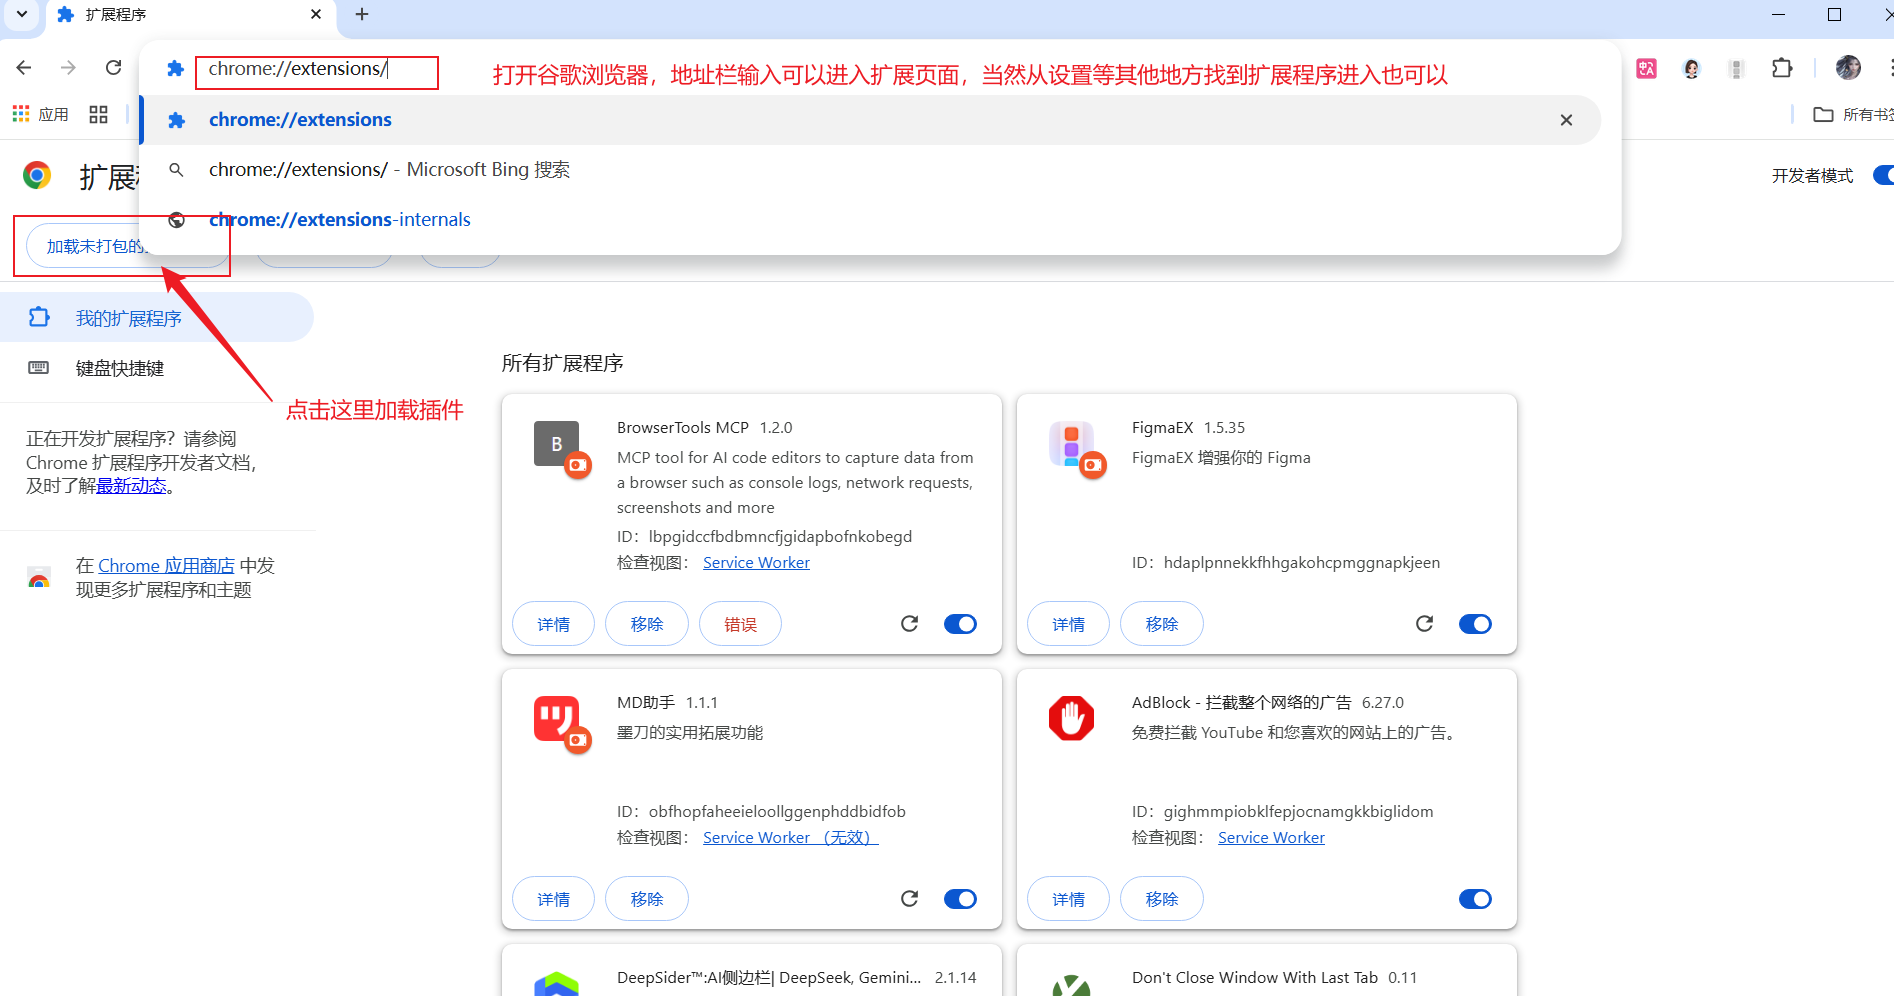 扩展程序
chrome://extensions/
打开谷歌浏览器，地址栏输入可以进入扩展页面，当然从设置等其他地方找到扩展程序进入也可以
应用
chrome://extensions
所有书签
chrome://extensions/ - Microsoft Bing 搜索
扩展
开发者模式
chrome://extensions-internals
加载未打包的
我的扩展程序
键盘快捷键
点击这里加载插件
正在开发扩展程序？请参阅
Chrome 扩展程序开发者文档，
及时了解最新动态。
在 Chrome 应用商店 中发
现更多扩展程序和主题
所有扩展程序
B
BrowserTools MCP 1.2.0
MCP tool for AI code editors to capture data from
a browser such as console logs, network requests,
screenshots and more
ID：lbpgidccfbdbmncfjgidapbofnkobegd
检查视图： Service Worker
详情 移除 错误
FigmaEX 1.5.35
FigmaEX 增强你的 Figma
ID：hdaplpnnekkfhhgakohcpmggnapkjeen
详情 移除
MD助手 1.1.1
墨刀的实用拓展功能
ID：obfhopfaheeieloollggenphddbidfob
检查视图： Service Worker （无效）
详情 移除
AdBlock - 拦截整个网络的广告 6.27.0
免费拦截 YouTube 和您喜欢的网站上的广告。
ID：gighmmpiobklfepjocnamgkkbiglidom
检查视图： Service Worker
详情 移除
DeepSider™:AI侧边栏| DeepSeek, Gemini... 2.1.14
Don't Close Window With Last Tab 0.11